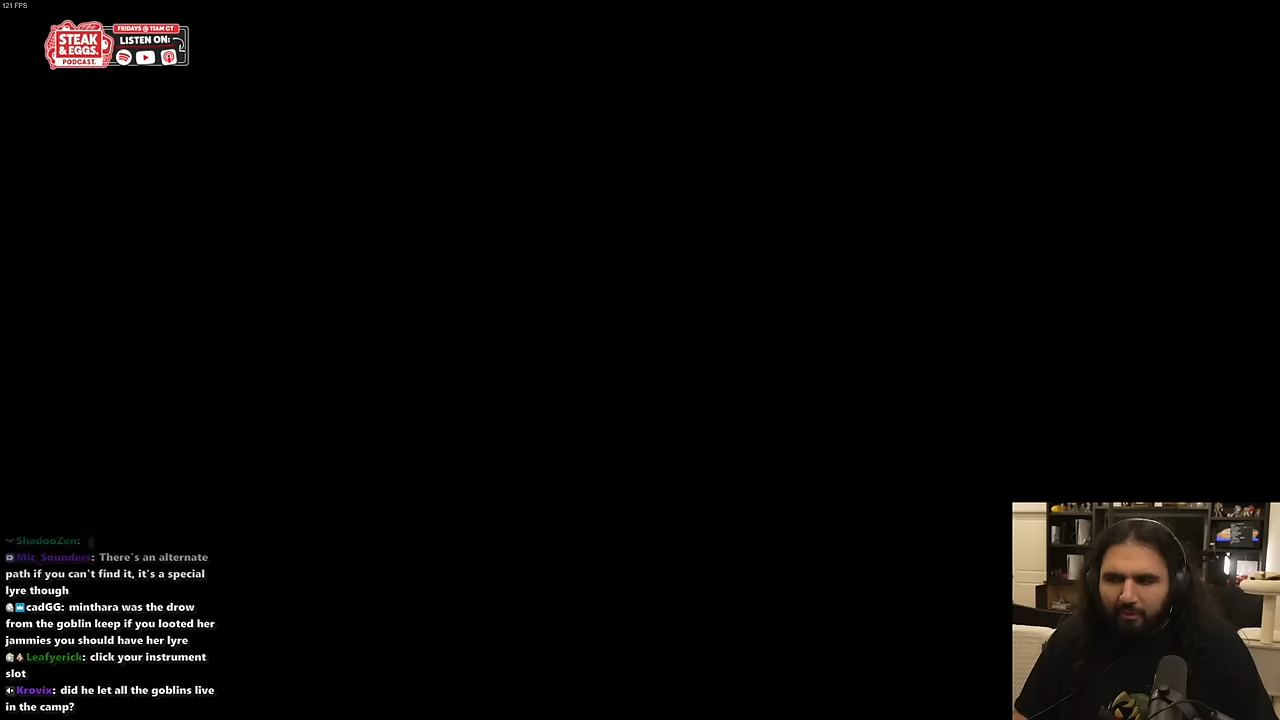 121 FPS
STEAK & EGGS. PODCAST.
FRIDAYS @ 11AM CT
LISTEN ON:
ShadooZen:
Mic_Sounders: There's an alternate
path if you can't find it, it's a special
lyre though
cadGG: minthara was the drow
from the goblin keep if you looted her
jammies you should have her lyre
Leafyerick: click your instrument
slot
Krovix: did he let all the goblins live
in the camp?